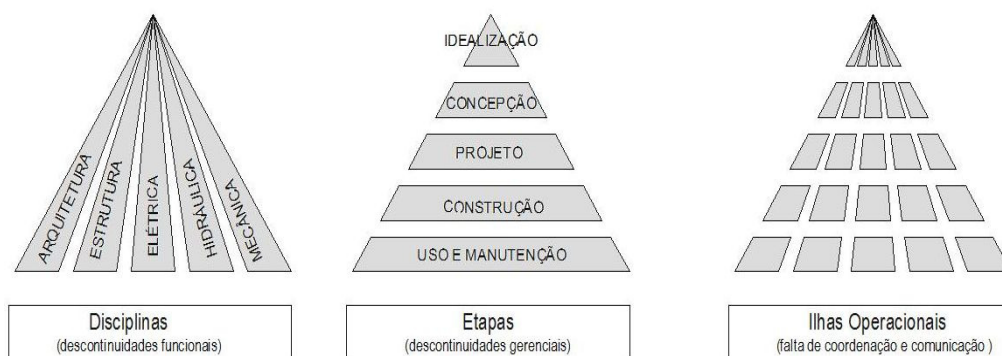 ARQUITETURA
ESTRUTURA
ELÉTRICA
HIDRÁULICA
MECÂNICA
Disciplinas
(descontinuidades funcionais)
IDEALIZAÇÃO
CONCEPÇÃO
PROJETO
CONSTRUÇÃO
USO E MANUTENÇÃO
Etapas
(descontinuidades gerenciais)
Ilhas Operacionais
(falta de coordenação e comunicação )